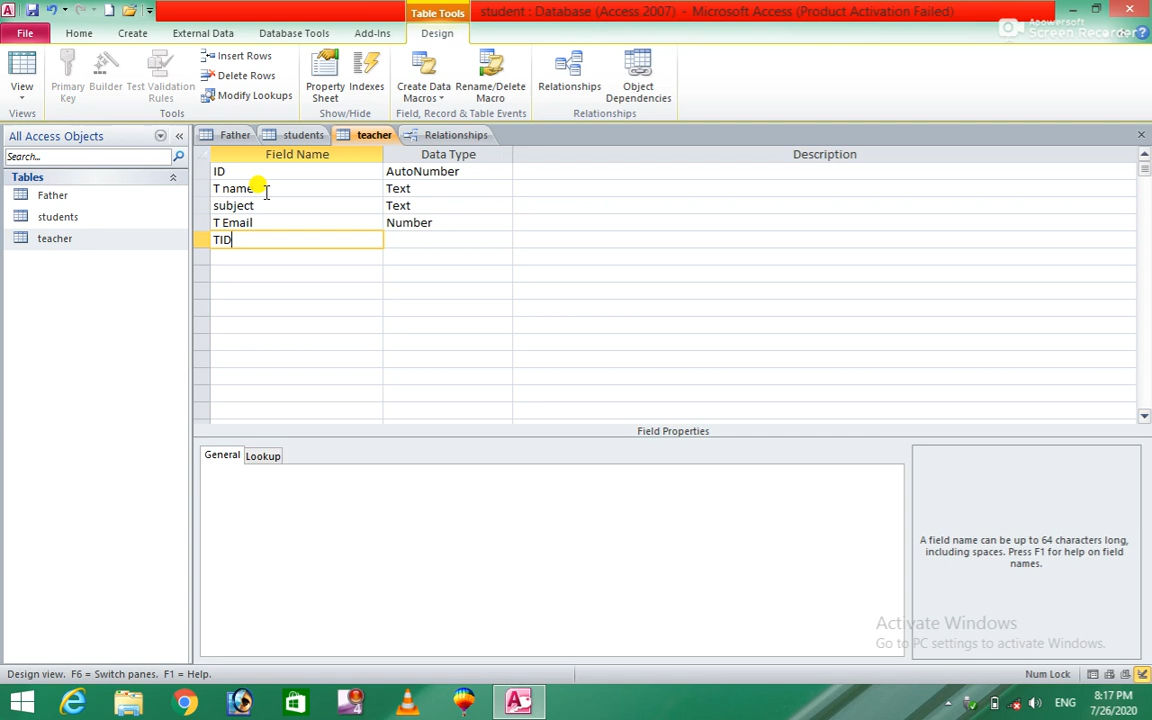 Table Tools
student : Database (Access 2007) - Microsoft Access (Product Activation Failed)
Apowersoft
Screen Recorder
File
Home
Create
External Data
Database Tools
Add-Ins
Design
View
Primary Key
Builder
Test Validation Rules
Insert Rows
Delete Rows
Modify Lookups
Property Sheet
Indexes
Create Data Macros
Rename/Delete Macro
Relationships
Object Dependencies
Views
Tools
Show/Hide
Field, Record & Table Events
Relationships
All Access Objects
Search...
Tables
Father
students
teacher
Father
students
teacher
Relationships
Field Name
Data Type
Description
ID
AutoNumber
T name
Text
subject
Text
T Email
Number
TID
Field Properties
General
Lookup
A field name can be up to 64 characters long,
including spaces. Press F1 for help on field
names.
Activate Windows
Go to PC settings to activate Windows.
Design view. F6 = Switch panes. F1 = Help.
Num Lock
ENG
8:17 PM
7/26/2020